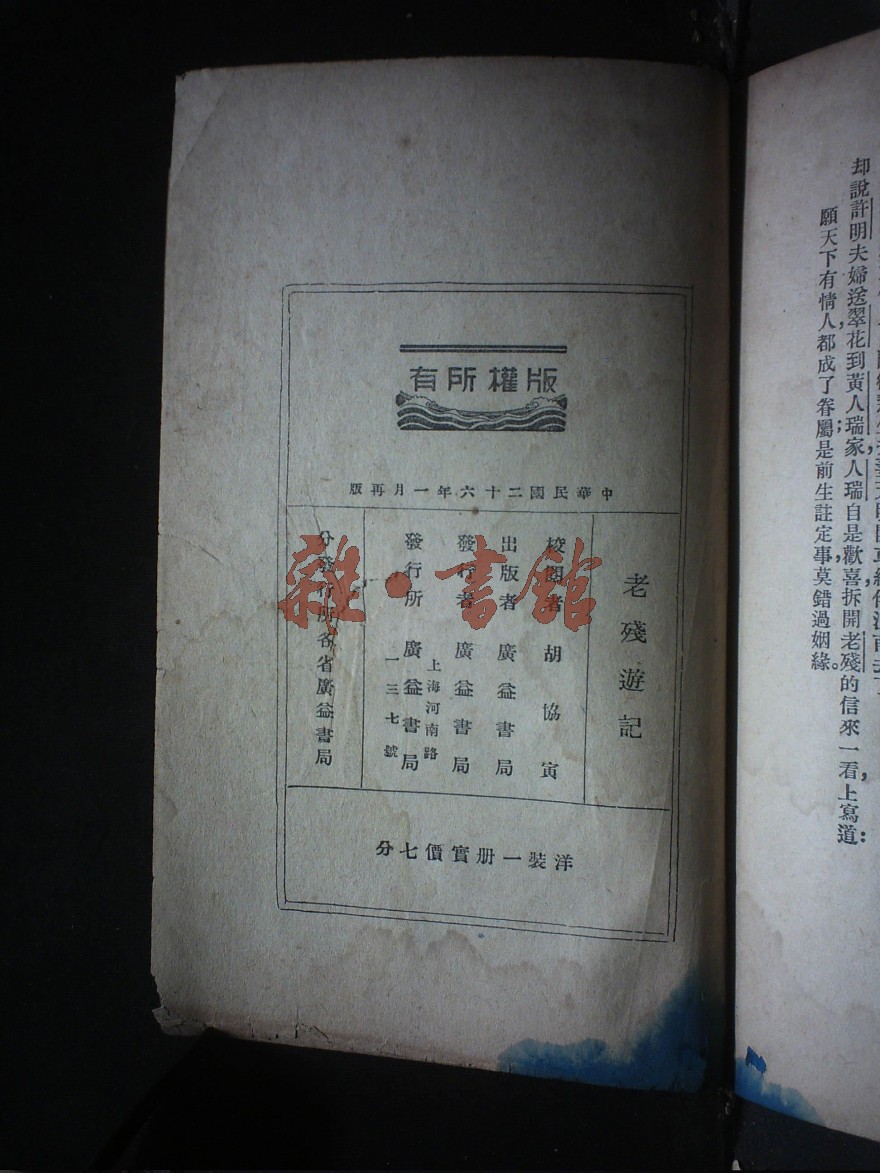 版權所有
中華民國二十六年一月再版
老殘遊記
校閱者 胡協寅
出版者 廣益書局
發行者 廣益書局
發行所 廣益書局
上海河南路
一三七號
分發行所各省廣益書局
洋裝一册實價七分
雜·書館
却說許明夫婦送翠花到黃人瑞家;人瑞自是歡喜,拆開老殘的信來一看,上寫道:
願天下有情人都成了眷屬是前生註定事莫錯過姻緣。